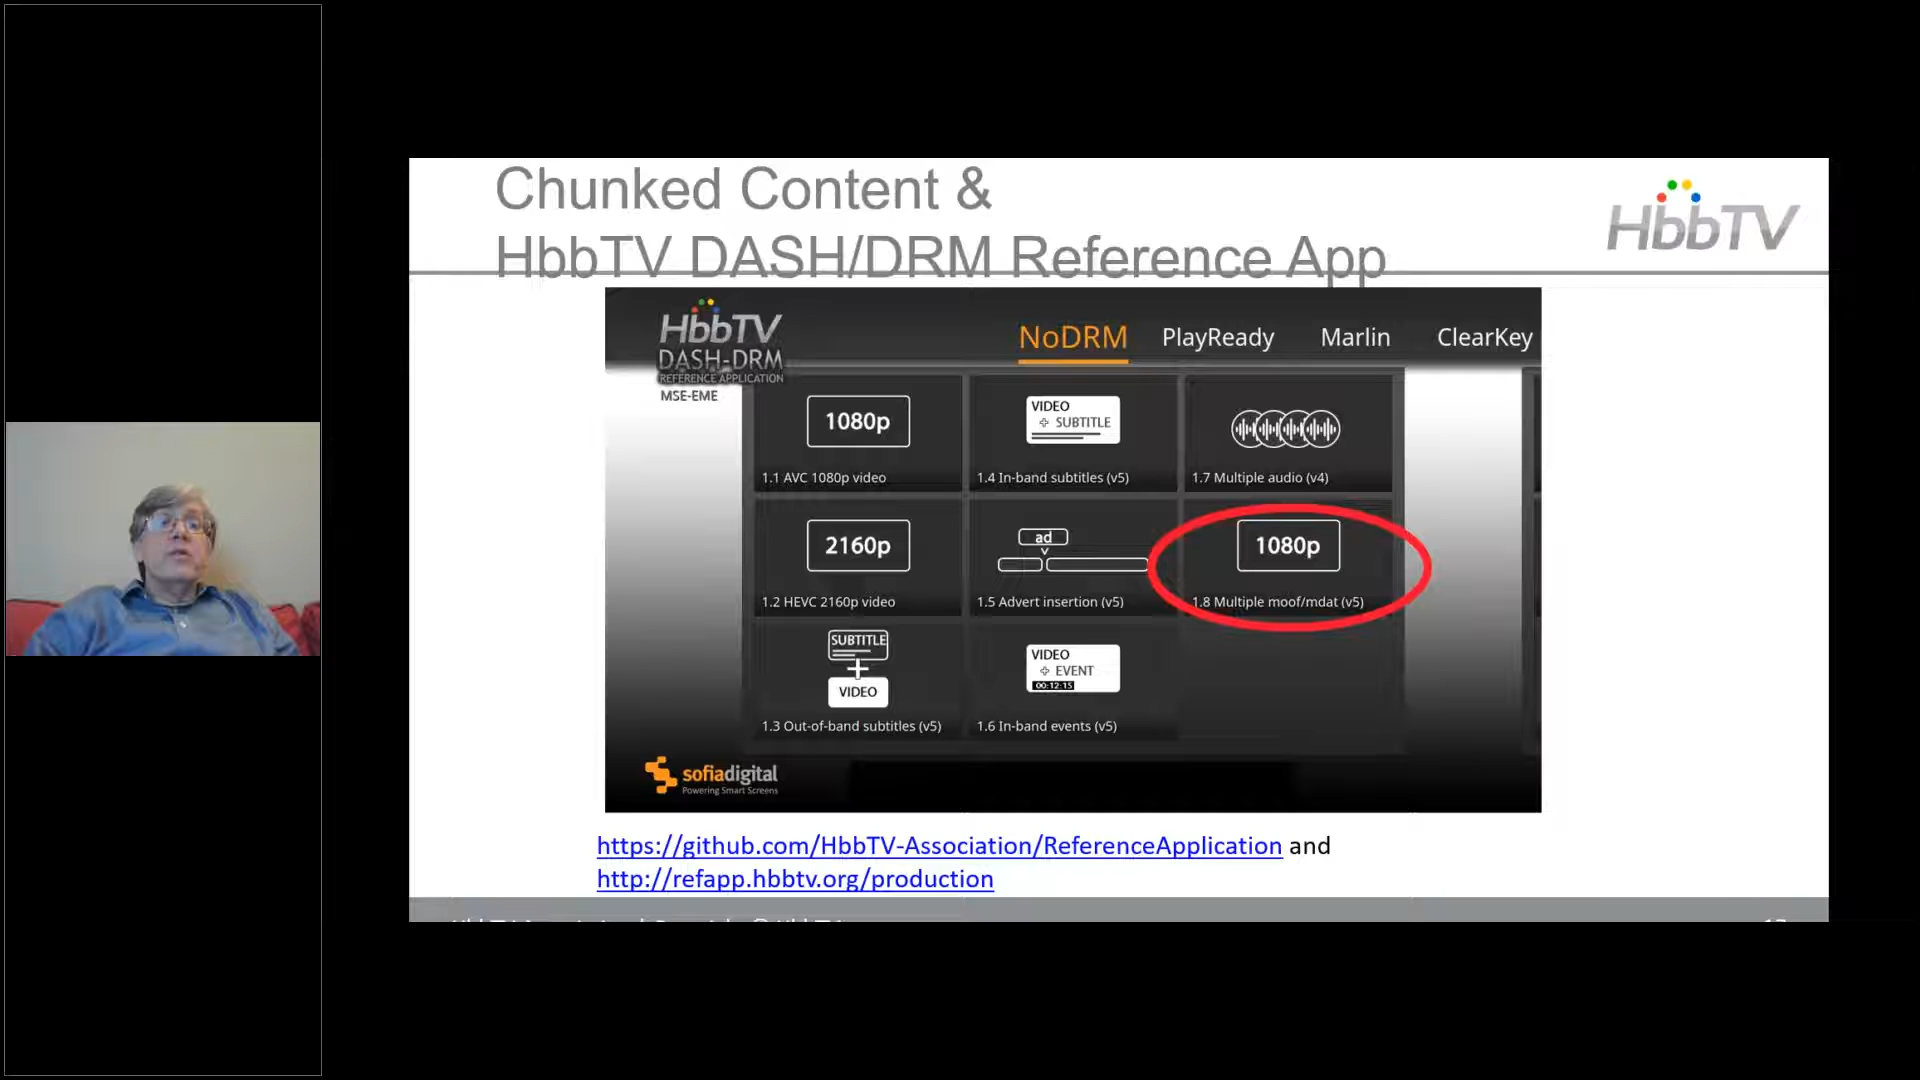 Chunked Content &
HbbTV DASH/DRM Reference App
HbbTV
HbbTV
DASH-DRM
REFERENCE APPLICATION
MSE-EME
NoDRM PlayReady Marlin ClearKey
1080p
1.1 AVC 1080p video
VIDEO
SUBTITLE
1.4 In-band subtitles (v5)
1.7 Multiple audio (v4)
2160p
1.2 HEVC 2160p video
ad
1.5 Advert insertion (v5)
1080p
1.8 Multiple moof/mdat (v5)
SUBTITLE
+
VIDEO
1.3 Out-of-band subtitles (v5)
VIDEO
EVENT
00:12:15
1.6 In-band events (v5)
sofiadigital
Powering Smart Screens
https://github.com/HbbTV-Association/ReferenceApplication and
http://refapp.hbbtv.org/production